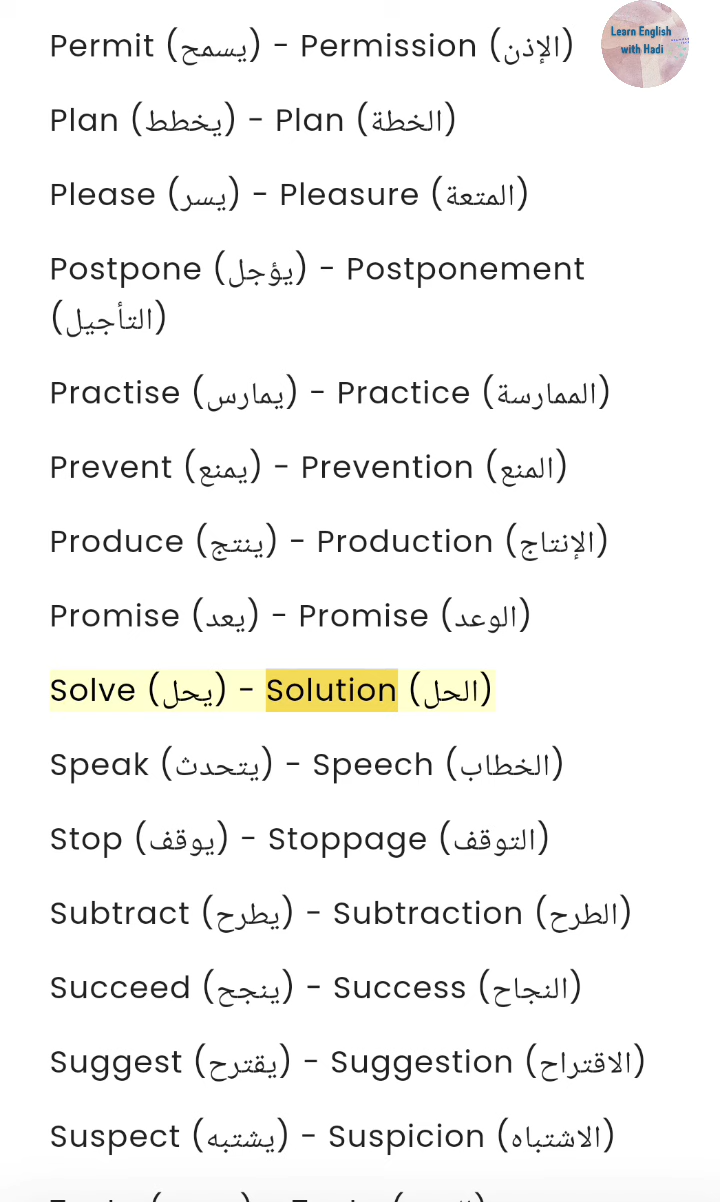 Learn English
with Hadi
Permit (يسمح) - Permission (الإذن)
Plan (يخطط) - Plan (الخطة)
Please (يسر) - Pleasure (المتعة)
Postpone (يؤجل) - Postponement
(التأجيل)
Practise (يمارس) - Practice (الممارسة)
Prevent (يمنع) - Prevention (المنع)
Produce (ينتج) - Production (الإنتاج)
Promise (يعد) - Promise (الوعد)
Solve (يحل) - Solution (الحل)
Speak (يتحدث) - Speech (الخطاب)
Stop (يوقف) - Stoppage (التوقف)
Subtract (يطرح) - Subtraction (الطرح)
Succeed (ينجح) - Success (النجاح)
Suggest (يقترح) - Suggestion (الاقتراح)
Suspect (يشتبه) - Suspicion (الاشتباه)